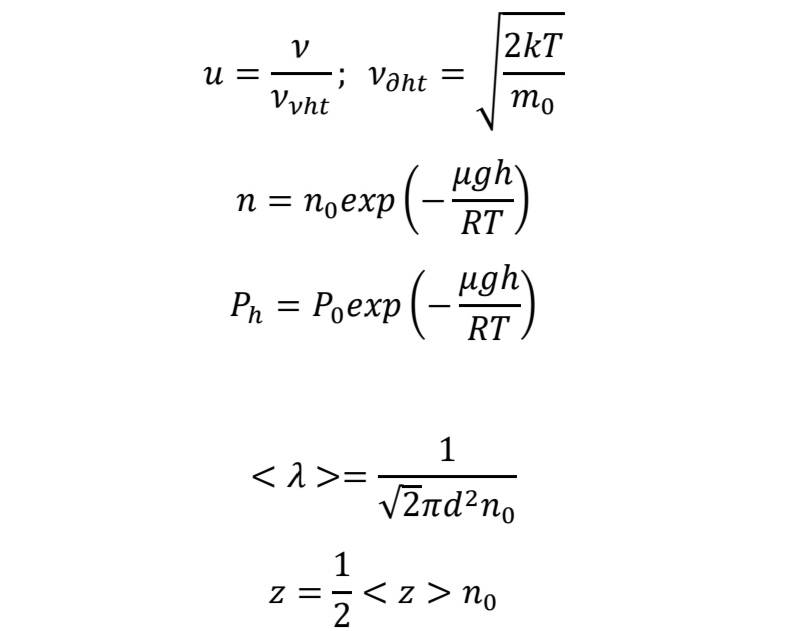 u = ν/ν_νht ; ν_∂ht = √(2kT/m₀)
n = n₀exp(−μgh/RT)
P_h = P₀exp(−μgh/RT)
< λ >= 1/(√2πd²n₀)
z = 1/2 < z > n₀